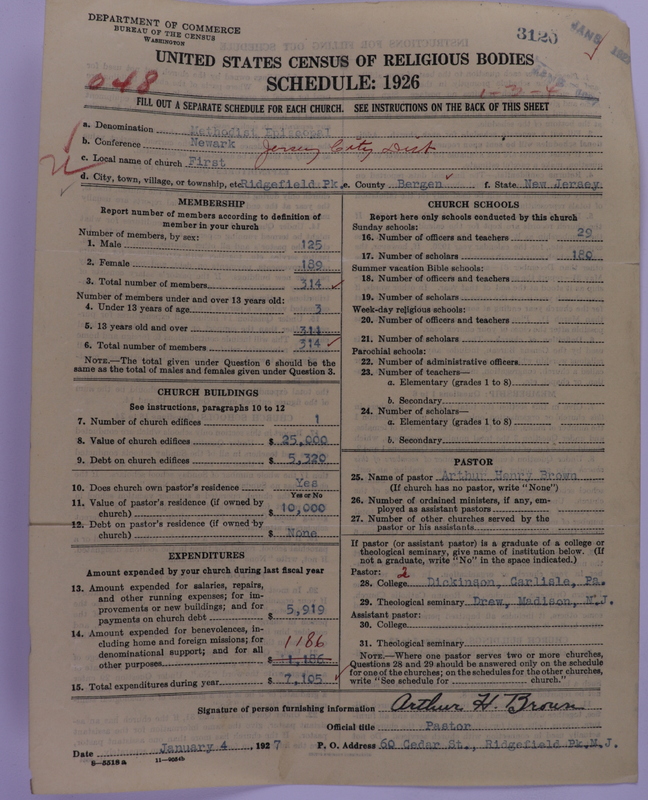 DEPARTMENT OF COMMERCE
BUREAU OF THE CENSUS
WASHINGTON
3120
UNITED STATES CENSUS OF RELIGIOUS BODIES
048
SCHEDULE: 1926
1-3-4
FILL OUT A SEPARATE SCHEDULE FOR EACH CHURCH. SEE INSTRUCTIONS ON THE BACK OF THIS SHEET
a. Denomination Methodist Episcopal
b. Conference Newark Jersey City Dist
c. Local name of church First
d. City, town, village, or township, etc. Ridgefield Pk. e. County Bergen f. State New Jersey
MEMBERSHIP
Report number of members according to definition of
member in your church
Number of members, by sex:
1. Male 125
2. Female 189
3. Total number of members 314
Number of members under and over 13 years old:
4. Under 13 years of age 3
5. 13 years old and over 311
6. Total number of members 314
NOTE.—The total given under Question 6 should be the
same as the total of males and females given under Question 3.
CHURCH BUILDINGS
See instructions, paragraphs 10 to 12
7. Number of church edifices 1
8. Value of church edifices $ 25,000
9. Debt on church edifices $ 5,320
10. Does church own pastor's residence Yes
Yes or No
11. Value of pastor's residence (if owned by
church) $ 10,000
12. Debt on pastor's residence (if owned by
church) $ None
EXPENDITURES
Amount expended by your church during last fiscal year
13. Amount expended for salaries, repairs,
and other running expenses; for im-
provements or new buildings; and for
payments on church debt $ 5,919
14. Amount expended for benevolences, in-
cluding home and foreign missions; for
denominational support; and for all
other purposes $ 1,186
1186
15. Total expenditures during year $ 7,105
CHURCH SCHOOLS
Report here only schools conducted by this church
Sunday schools:
16. Number of officers and teachers 29
17. Number of scholars 180
Summer vacation Bible schools:
18. Number of officers and teachers
19. Number of scholars
Week-day religious schools:
20. Number of officers and teachers
21. Number of scholars
Parochial schools:
22. Number of administrative officers
23. Number of teachers—
a. Elementary (grades 1 to 8)
b. Secondary
24. Number of scholars—
a. Elementary (grades 1 to 8)
b. Secondary
PASTOR
25. Name of pastor Arthur Henry Brown
(If church has no pastor, write "None")
26. Number of ordained ministers, if any, em-
ployed as assistant pastors
27. Number of other churches served by the
pastor or his assistants
If pastor (or assistant pastor) is a graduate of a college or
theological seminary, give name of institution below. (If
not a graduate, write "No" in the space indicated.)
Pastor: 2
28. College Dickinson, Carlisle, Pa.
29. Theological seminary Drew, Madison, N.J.
Assistant pastor:
30. College
31. Theological seminary
NOTE.—Where one pastor serves two or more churches,
Questions 28 and 29 should be answered only on the schedule
for one of the churches; on the schedules for the other churches,
write "See schedule for church."
Signature of person furnishing information Arthur H. Brown
Official title Pastor
Date January 4, 1927 P. O. Address 60 Cedar St., Ridgefield Pk. N.J.
8-5518 a 11-9054b